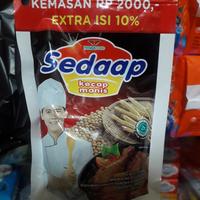 KEMASAN RP 2000,
EXTRA ISI 10%
Sedaap
kecap
manis